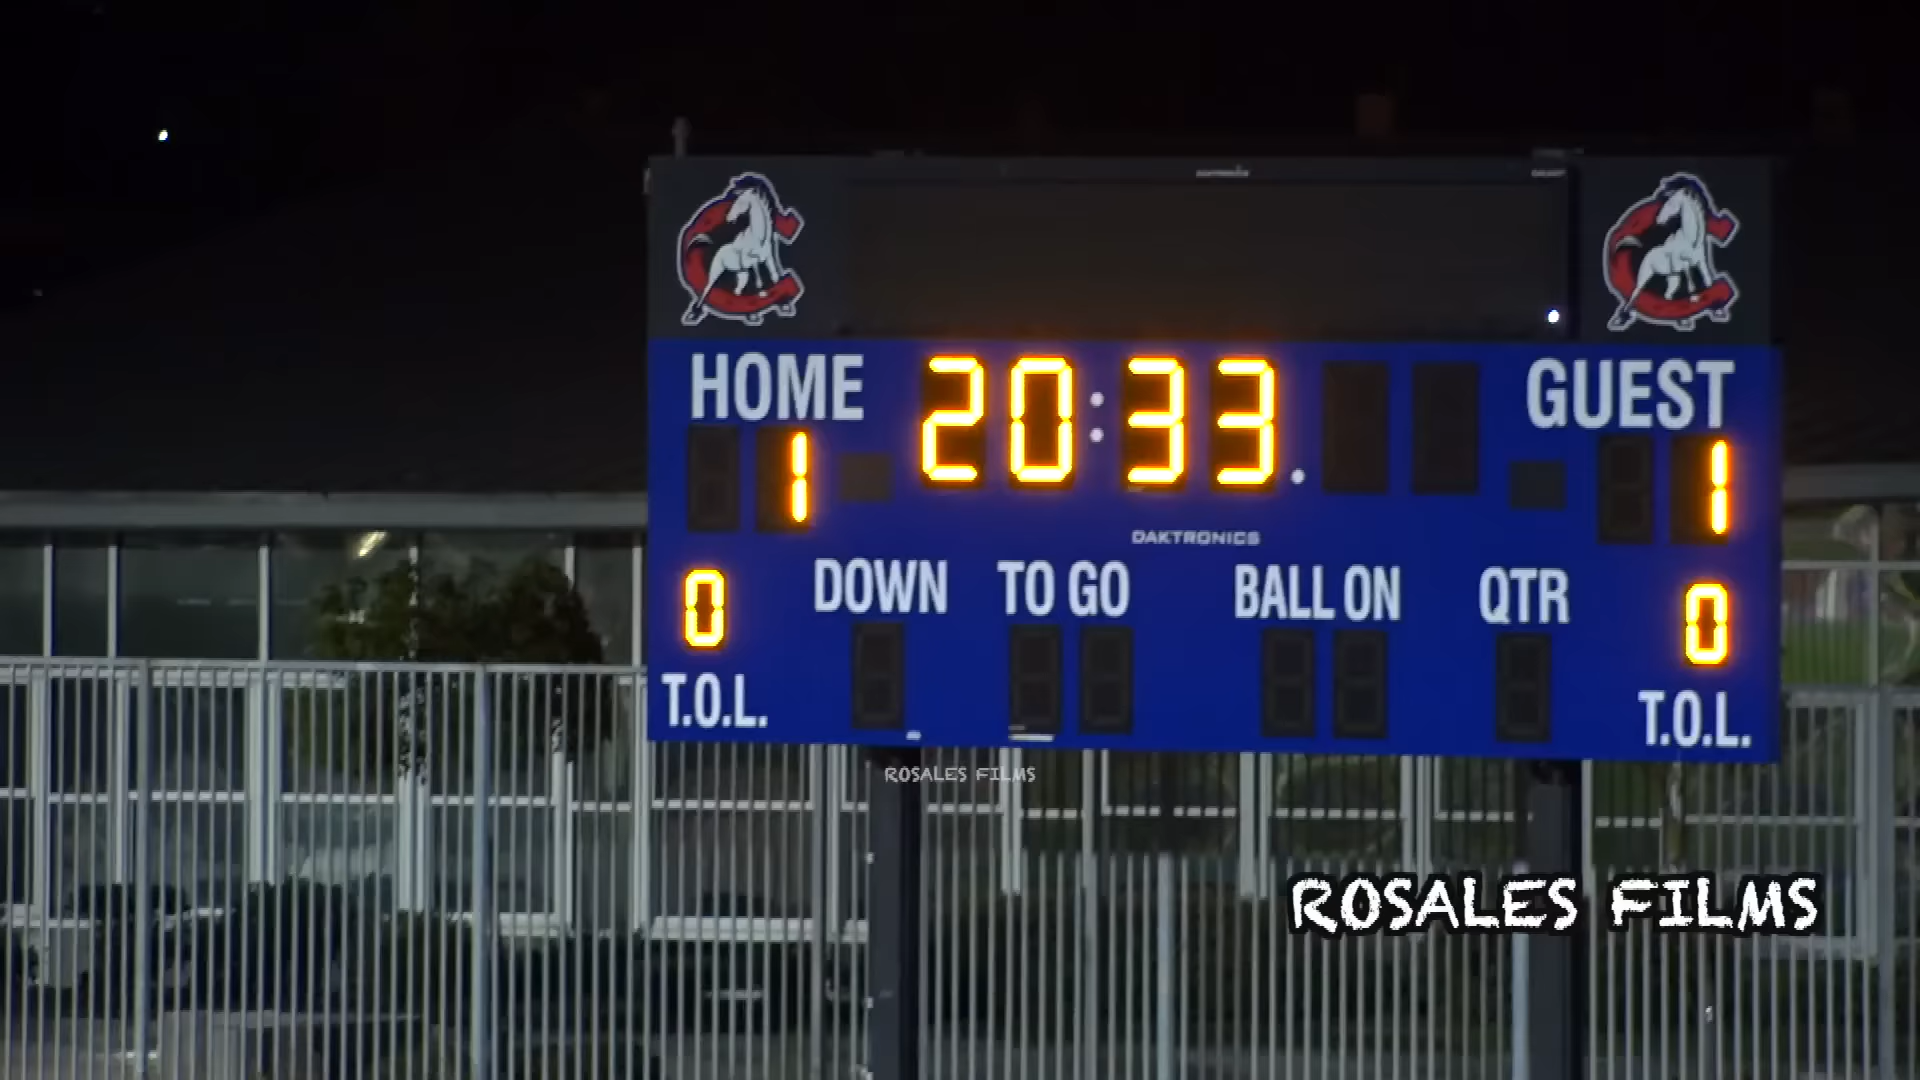 HOME 20:33. GUEST
1 1
DAKTRONICS
DOWN TO GO BALL ON QTR
0 0
T.O.L. T.O.L.
ROSALES FILMS
ROSALES FILMS